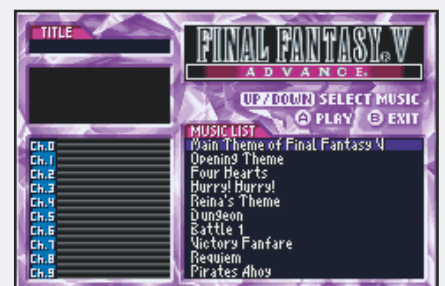 TITLE
FINAL FANTASY® V
ADVANCE
UP/DOWN SELECT MUSIC
A PLAY B EXIT
MUSIC LIST
Main Theme of Final Fantasy V
Opening Theme
Four Hearts
Hurry! Hurry!
Reina's Theme
Dungeon
Battle 1
Victory Fanfare
Requiem
Pirates Ahoy
Ch.0
Ch.1
Ch.2
Ch.3
Ch.4
Ch.5
Ch.6
Ch.7
Ch.8
Ch.9